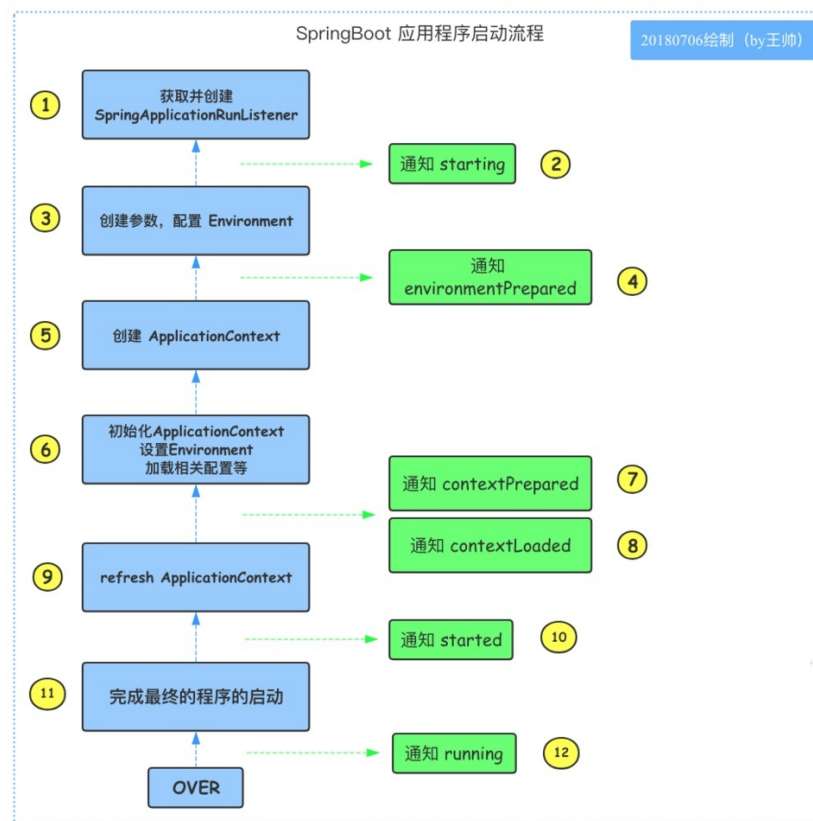 SpringBoot 应用程序启动流程
20180706绘制（by王帅）
1
获取并创建
SpringApplicationRunListener
通知 starting
2
3
创建参数，配置 Environment
通知
environmentPrepared
4
5
创建 ApplicationContext
6
初始化ApplicationContext
设置Environment
加载相关配置等
通知 contextPrepared
7
通知 contextLoaded
8
9
refresh ApplicationContext
通知 started
10
11
完成最终的程序的启动
通知 running
12
OVER